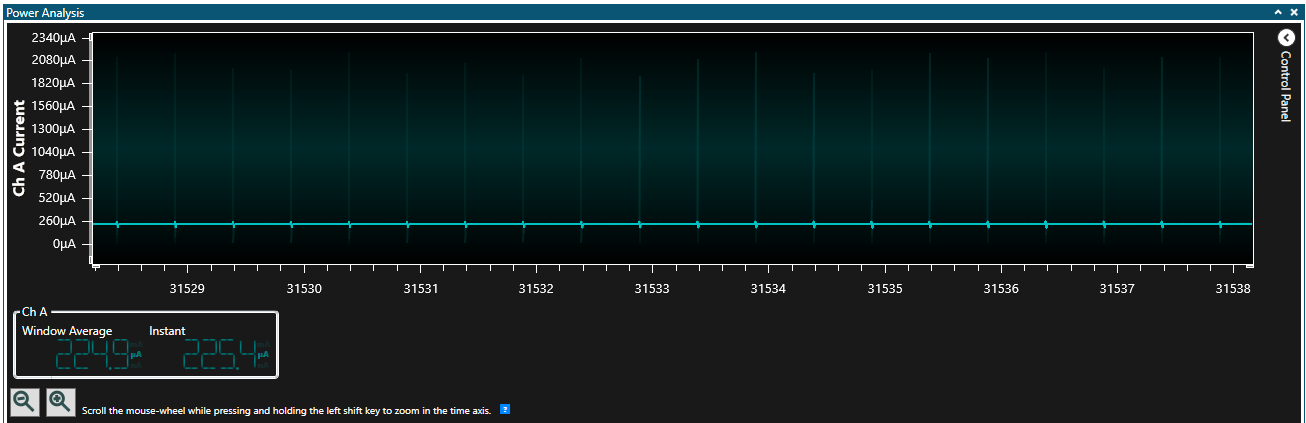 Power Analysis
2340µA
2080µA
1820µA
1560µA
1300µA
1040µA
780µA
520µA
260µA
0µA
Ch A Current
Control Panel
31529 31530 31531 31532 31533 31534 31535 31536 31537 31538
Ch A
Window Average Instant
224.9 µA 225.4 µA
Scroll the mouse-wheel while pressing and holding the left shift key to zoom in the time axis. ?